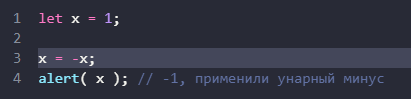 1 let x = 1;
2
3 x = -x;
4 alert( x ); // -1, применили унарный минус